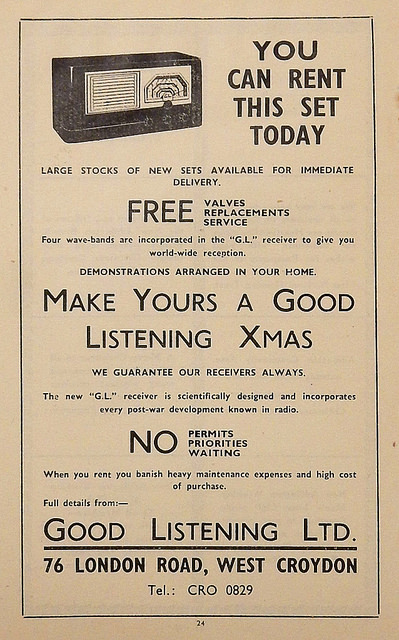 YOU
CAN RENT
THIS SET
TODAY
LARGE STOCKS OF NEW SETS AVAILABLE FOR IMMEDIATE
DELIVERY.
FREE VALVES
REPLACEMENTS
SERVICE
Four wave-bands are incorporated in the "G.L." receiver to give you
world-wide reception.
DEMONSTRATIONS ARRANGED IN YOUR HOME.
MAKE YOURS A GOOD
LISTENING XMAS
WE GUARANTEE OUR RECEIVERS ALWAYS.
The new "G.L." receiver is scientifically designed and incorporates
every post-war development known in radio.
NO PERMITS
PRIORITIES
WAITING
When you rent you banish heavy maintenance expenses and high cost
of purchase.
Full details from:—
GOOD LISTENING LTD.
76 LONDON ROAD, WEST CROYDON
Tel.: CRO 0829
24